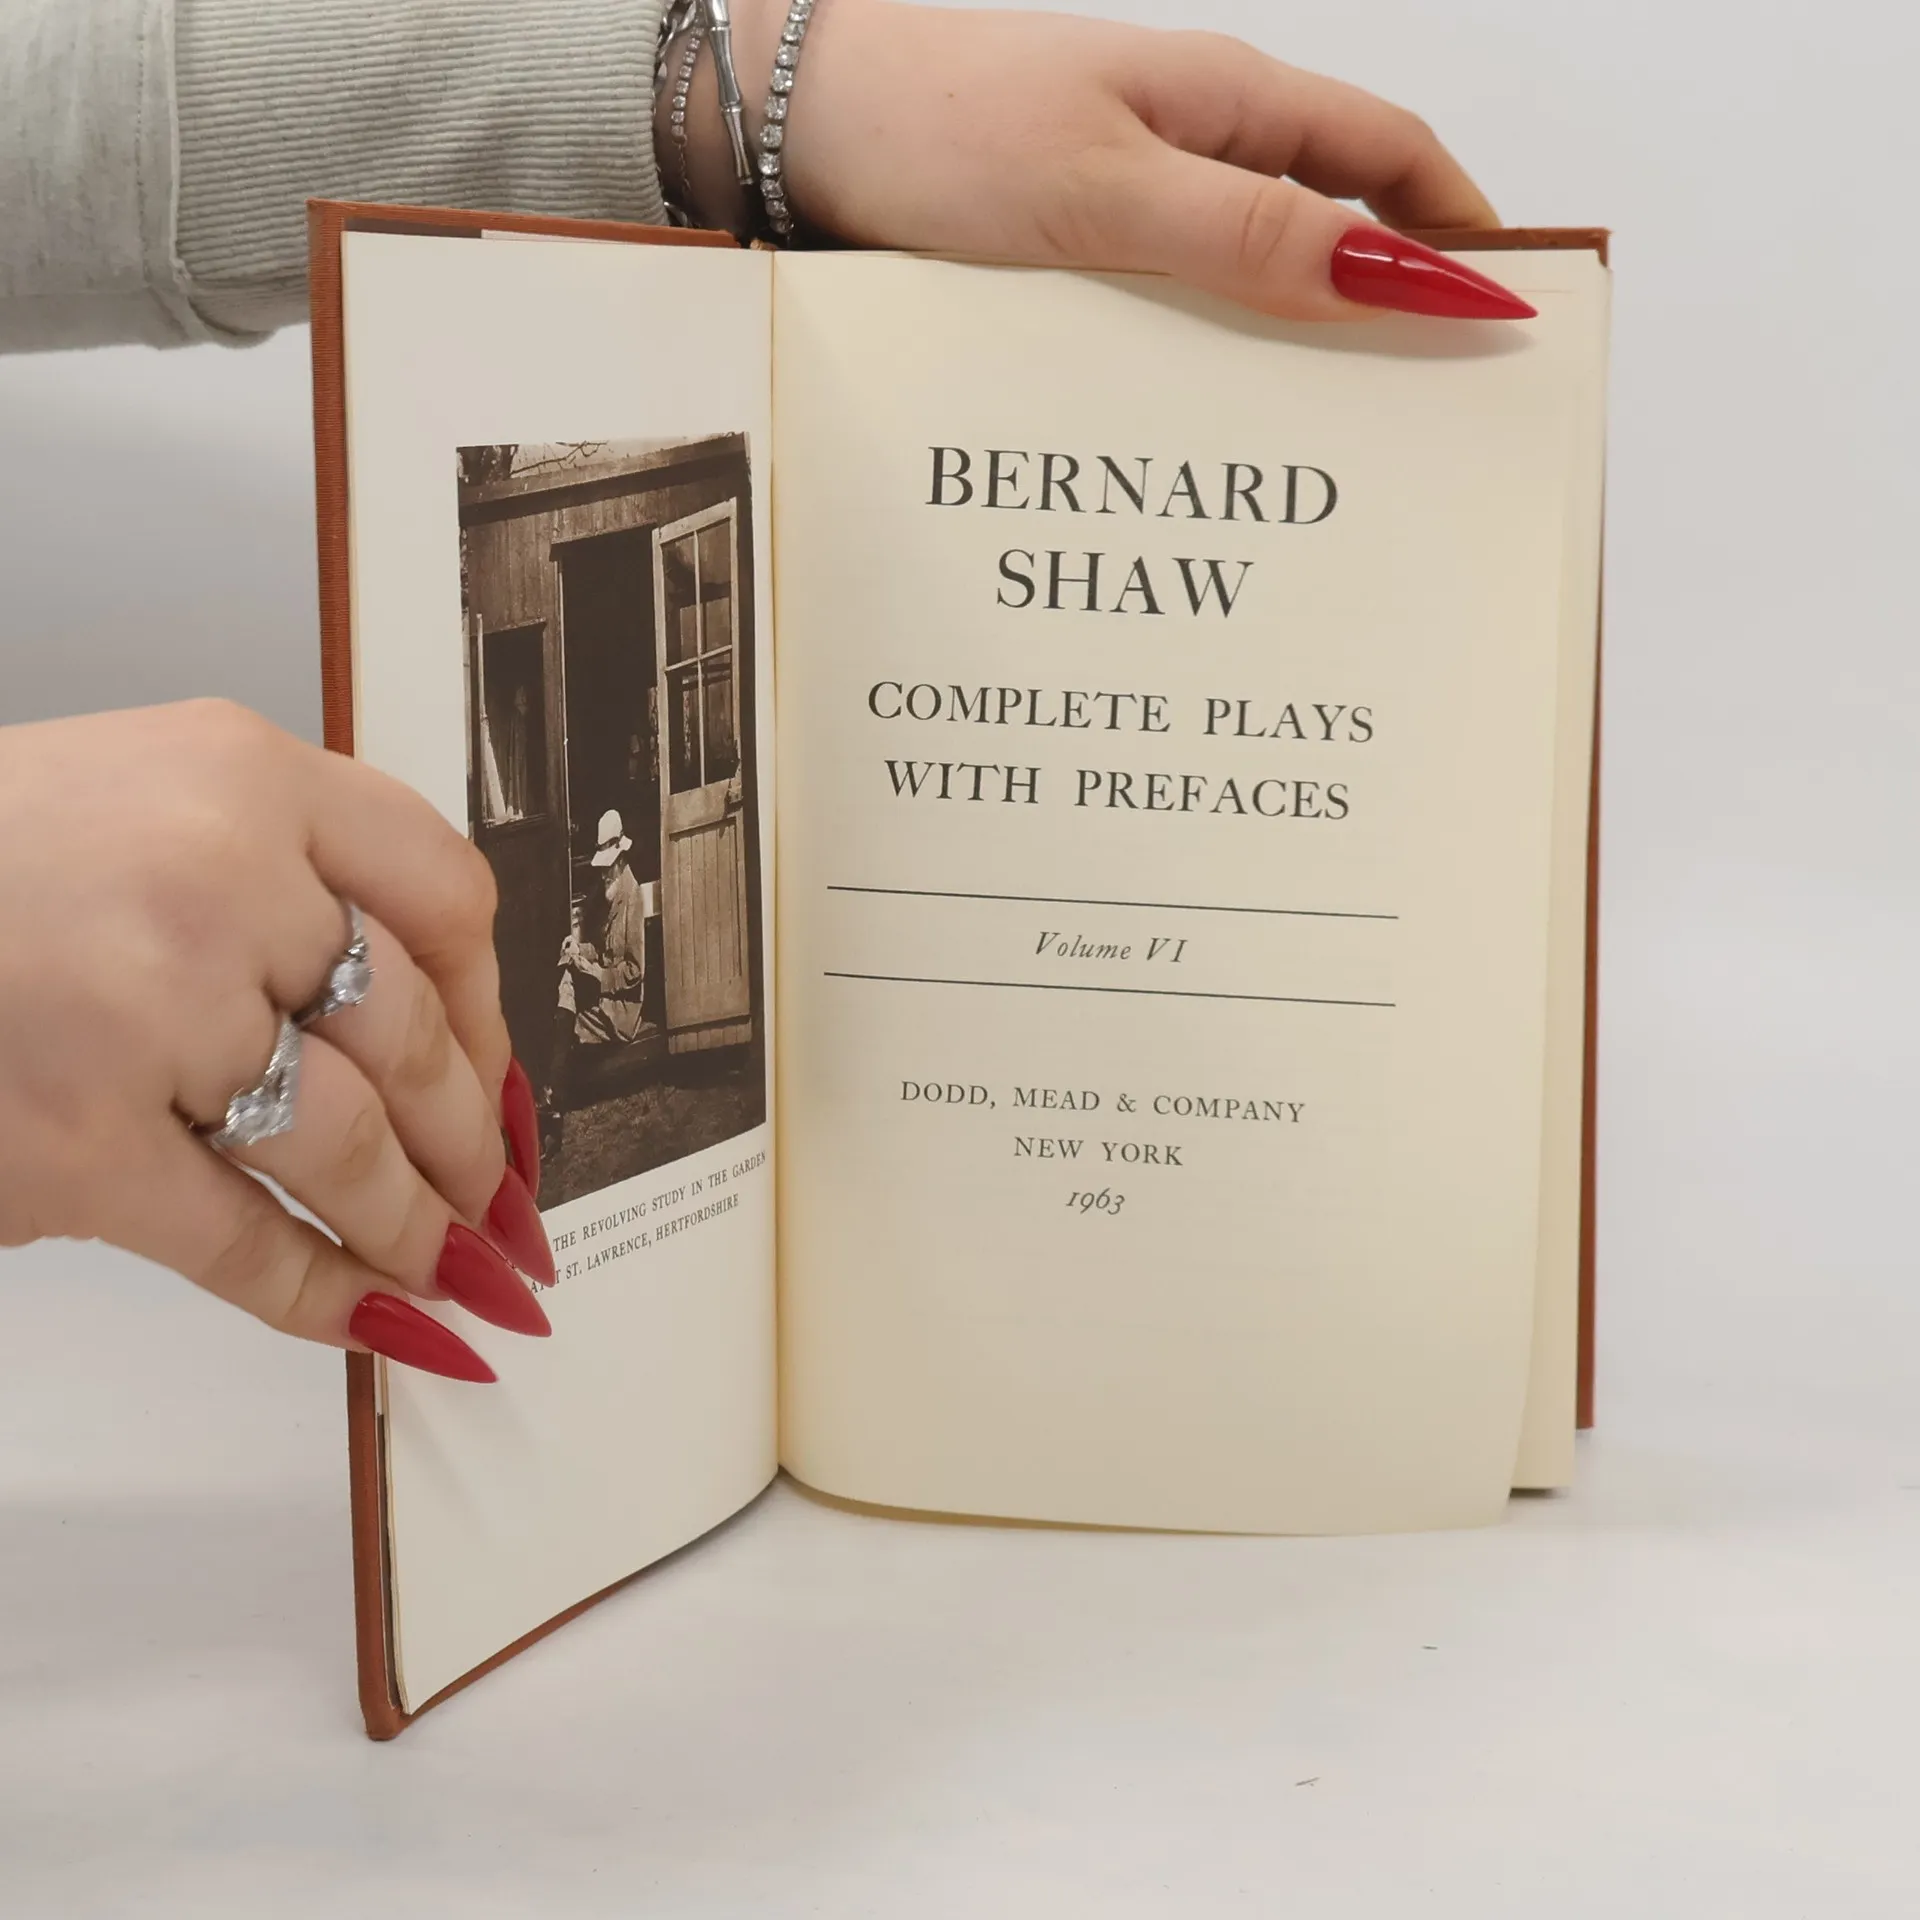 THE REVOLVING STUDY IN THE GARDEN
ST. LAWRENCE, HERTFORDSHIRE
BERNARD
SHAW
COMPLETE PLAYS
WITH PREFACES
Volume VI
DODD, MEAD & COMPANY
NEW YORK
1963